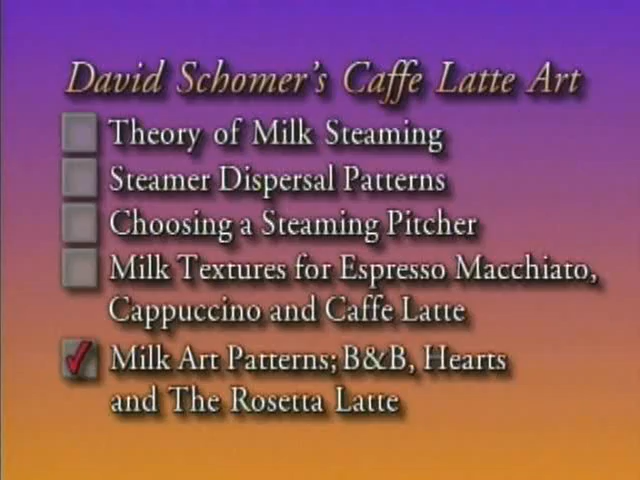 David Schomer's Caffe Latte Art
Theory of Milk Steaming
Steamer Dispersal Patterns
Choosing a Steaming Pitcher
Milk Textures for Espresso Macchiato,
Cappuccino and Caffe Latte
Milk Art Patterns; B&B, Hearts
and The Rosetta Latte